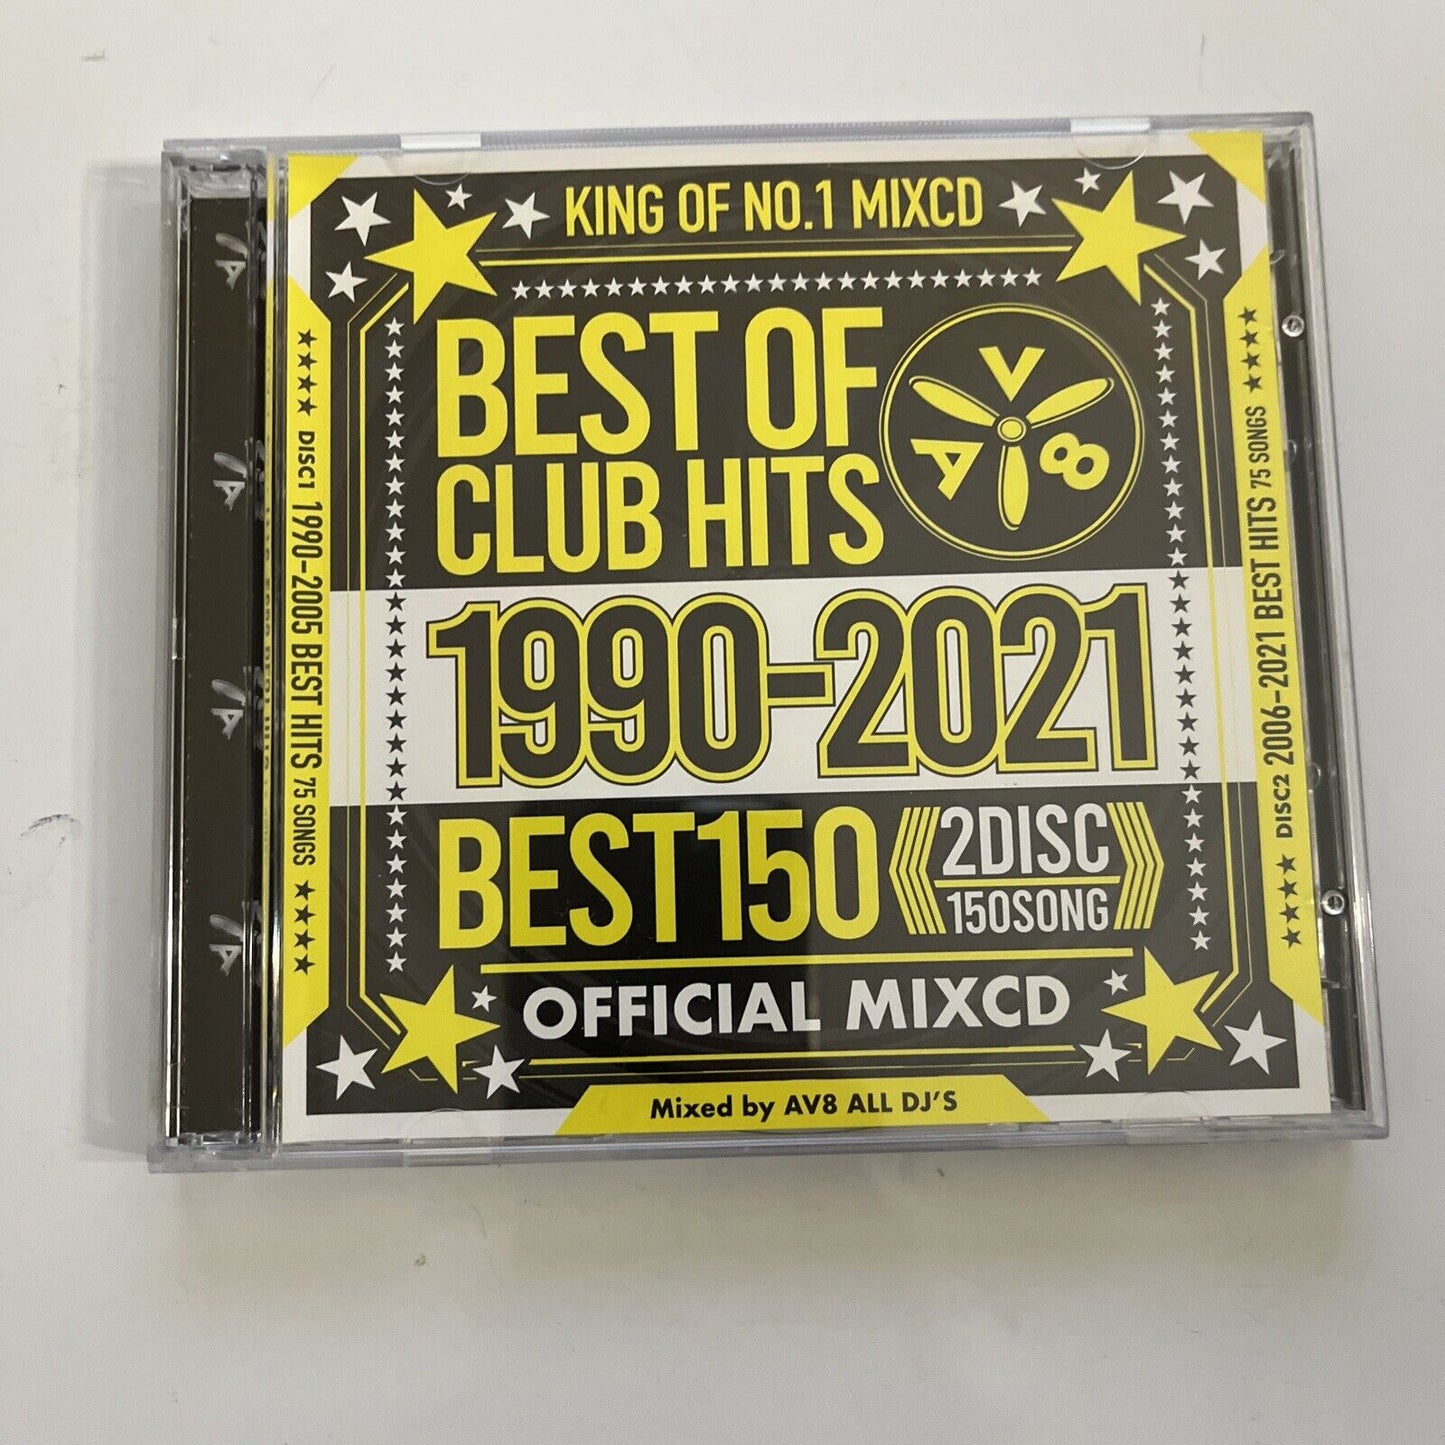 KING OF NO.1 MIXCD
BEST OF
CLUB HITS
AV8
1990-2021
BEST150
2DISC
150SONG
OFFICIAL MIXCD
Mixed by AV8 ALL DJ'S
DISC1 1990-2005 BEST HITS 75 SONGS
DISC2 2006-2021 BEST HITS 75 SONGS